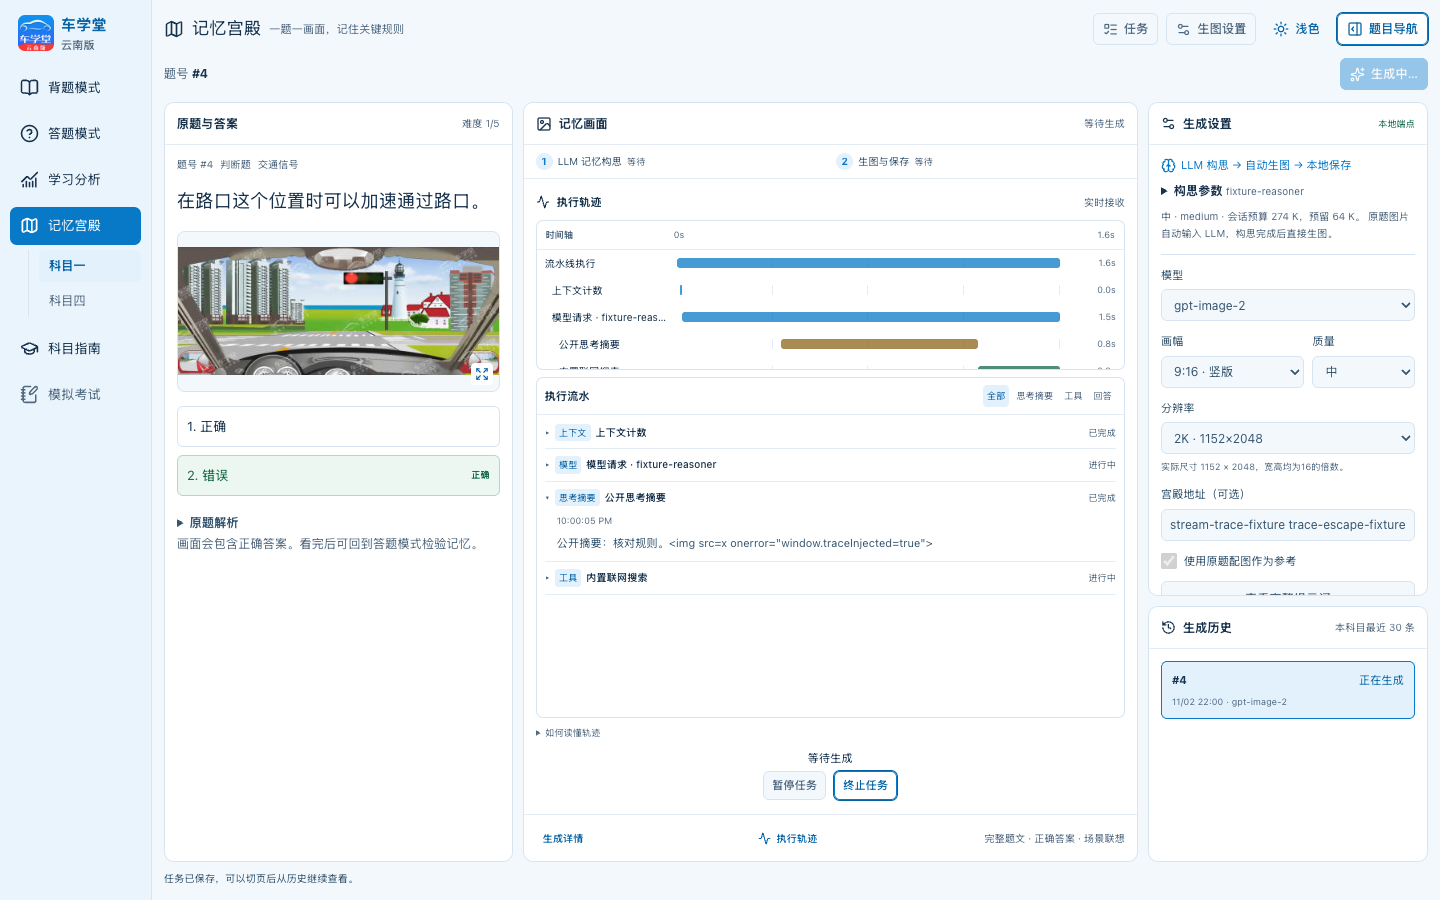 车学堂
云南版
背题模式
答题模式
学习分析
记忆宫殿
科目一
科目四
科目指南
模拟考试
记忆宫殿 一题一画面，记住关键规则
任务
生图设置
浅色
题目导航
题号 #4
生成中...
原题与答案
难度 1/5
题号 #4 判断题 交通信号
在路口这个位置时可以加速通过路口。
1. 正确
2. 错误
正确
原题解析
画面会包含正确答案。看完后可回到答题模式检验记忆。
记忆画面
等待生成
1 LLM 记忆构思 等待
2 生图与保存 等待
执行轨迹
实时接收
时间轴
0s
1.6s
流水线执行
1.6s
上下文计数
0.0s
模型请求 · fixture-reas...
1.5s
公开思考摘要
0.8s
执行流水
全部
思考摘要
工具
回答
上下文 上下文计数
已完成
模型 模型请求 · fixture-reasoner
进行中
思考摘要 公开思考摘要
已完成
10:00:05 PM
公开摘要：核对规则。<img src=x onerror="window.traceInjected=true">
工具 内置联网搜索
进行中
如何读懂轨迹
等待生成
暂停任务
终止任务
生成详情
执行轨迹
完整题文 · 正确答案 · 场景联想
生成设置
本地端点
LLM 构思 → 自动生图 → 本地保存
构思参数 fixture-reasoner
中 · medium · 会话预算 274 K，预留 64 K。 原题图片
自动输入 LLM，构思完成后直接生图。
模型
gpt-image-2
画幅
质量
9:16 · 竖版
中
分辨率
2K · 1152×2048
实际尺寸 1152 × 2048，宽高均为16的倍数。
宫殿地址（可选）
stream-trace-fixture trace-escape-fixture
使用原题配图作为参考
生成历史
本科目最近 30 条
#4
正在生成
11/02 22:00 · gpt-image-2
任务已保存，可以切页后从历史继续查看。